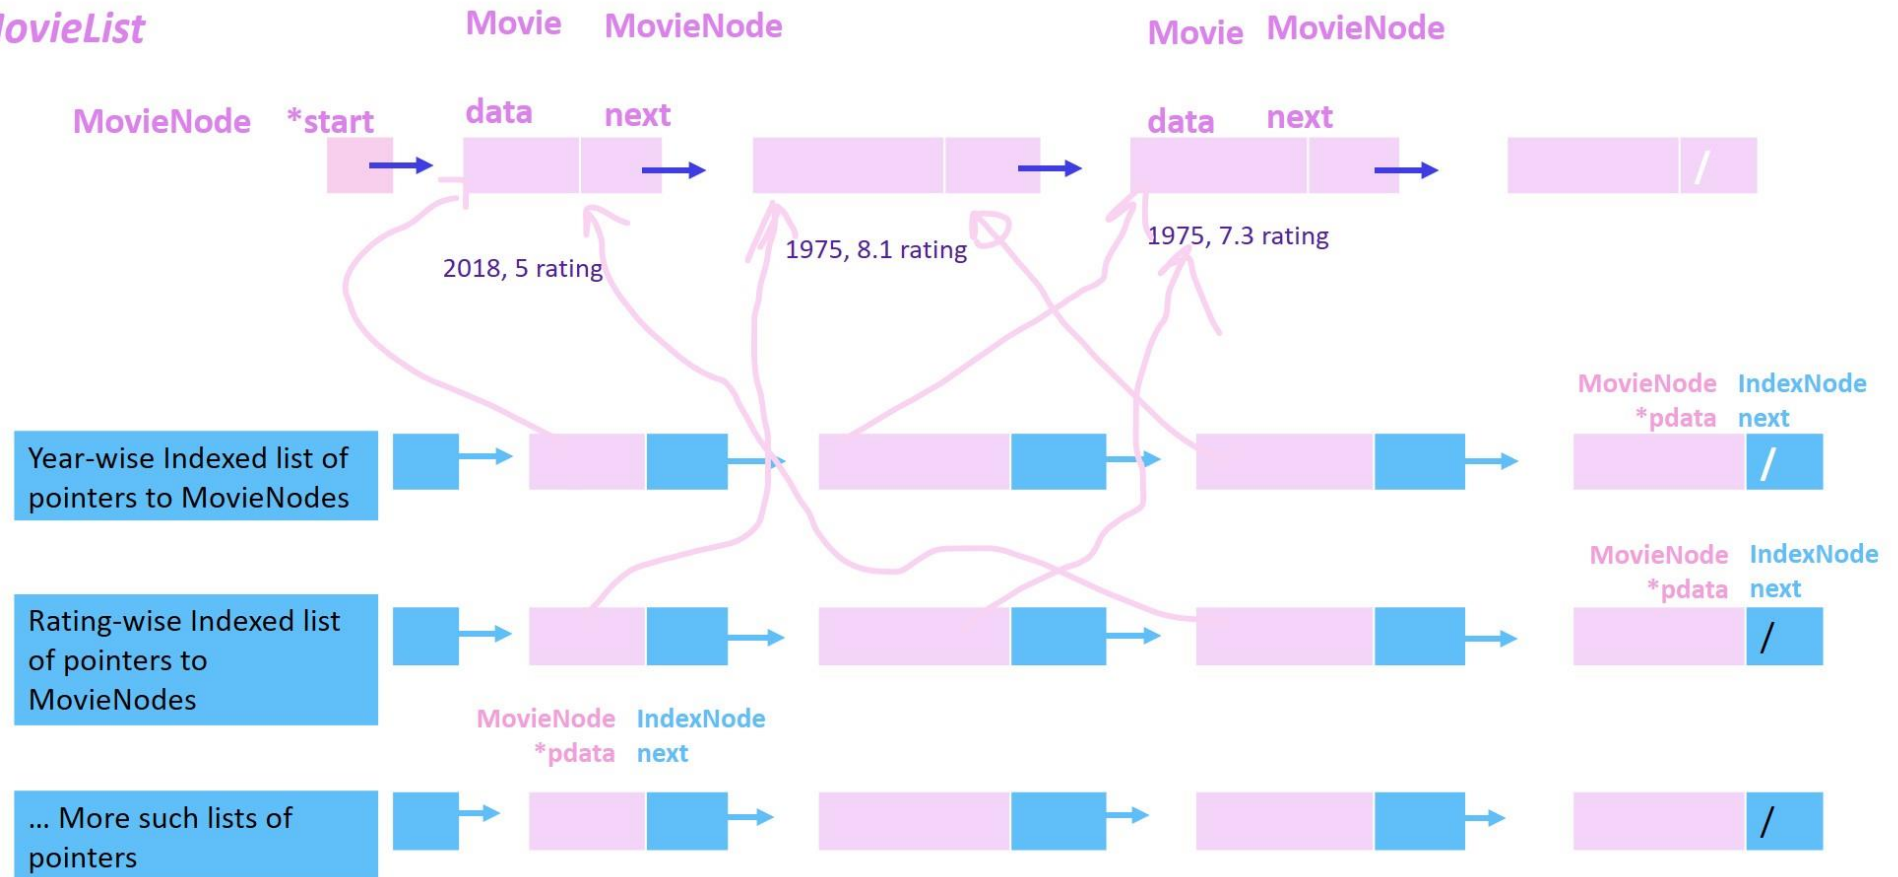 ovieList
Movie MovieNode
Movie MovieNode
MovieNode *start
data next
data next
/
2018, 5 rating
1975, 8.1 rating
1975, 7.3 rating
MovieNode IndexNode
*pdata next
Year-wise Indexed list of
pointers to MovieNodes
/
MovieNode IndexNode
*pdata next
Rating-wise Indexed list
of pointers to
MovieNodes
/
MovieNode IndexNode
*pdata next
... More such lists of
pointers
/